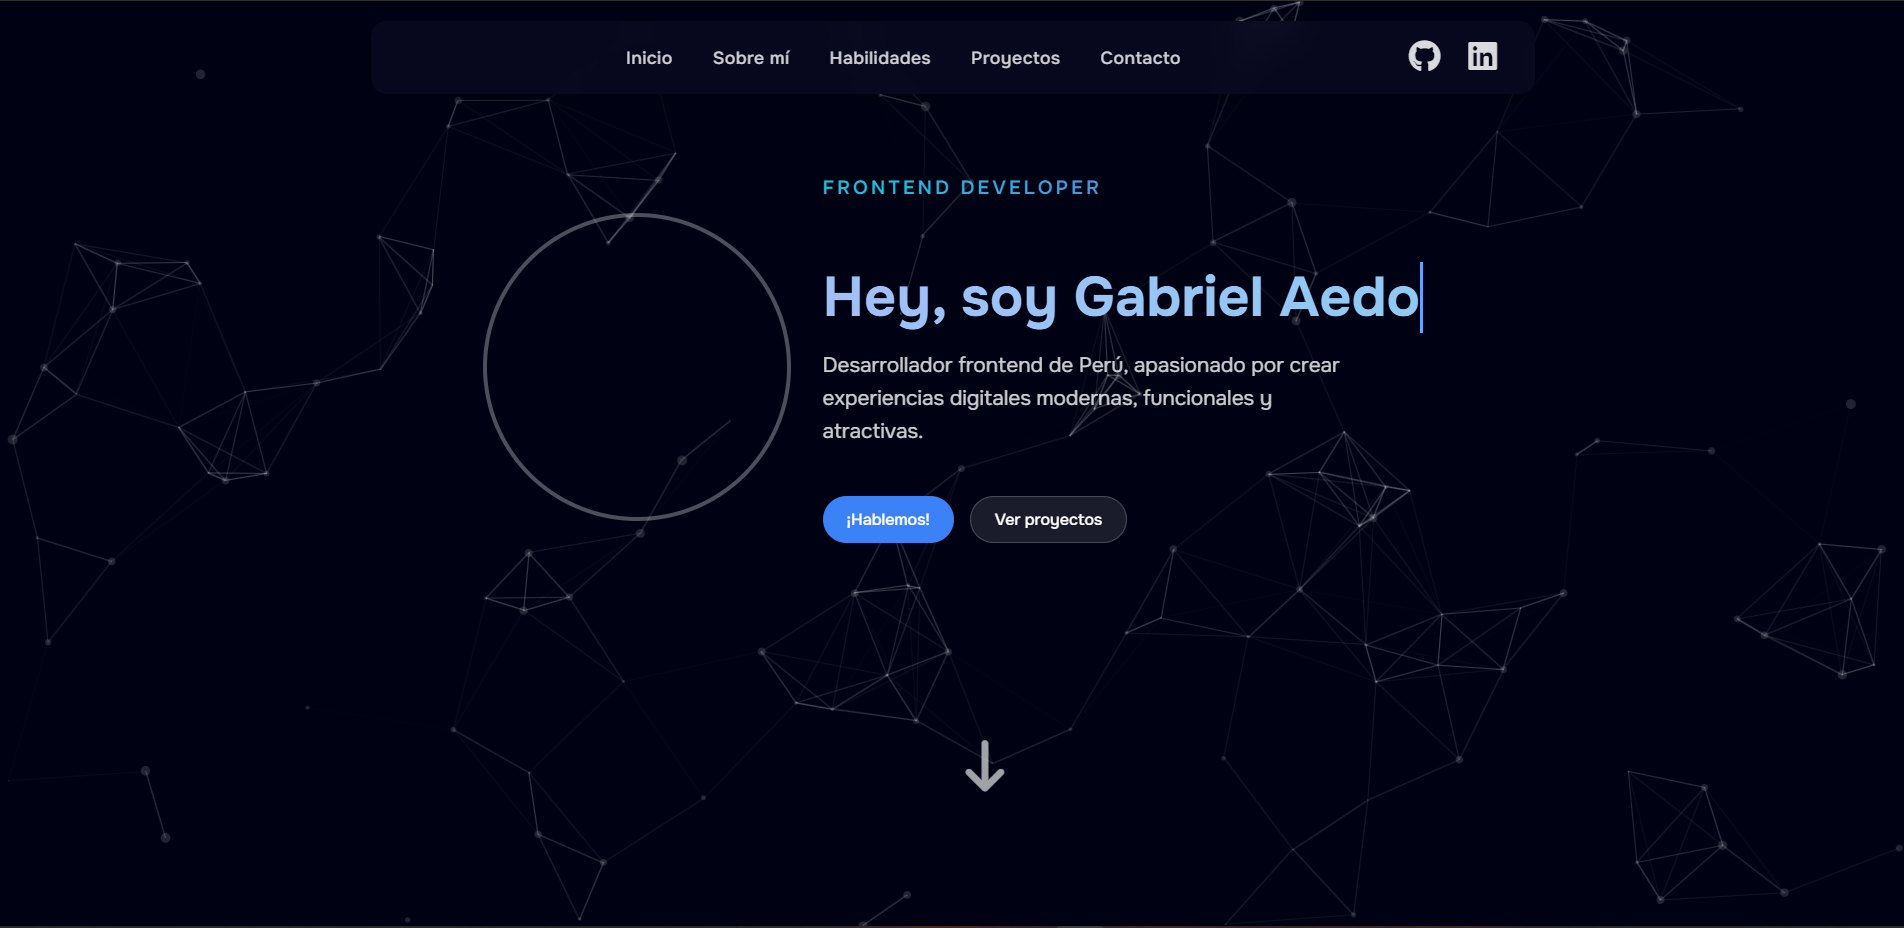 Inicio Sobre mí Habilidades Proyectos Contacto in
FRONTEND DEVELOPER
Hey, soy Gabriel Aedo
Desarrollador frontend de Perú, apasionado por crear
experiencias digitales modernas, funcionales y
atractivas.
¡Hablemos! Ver proyectos